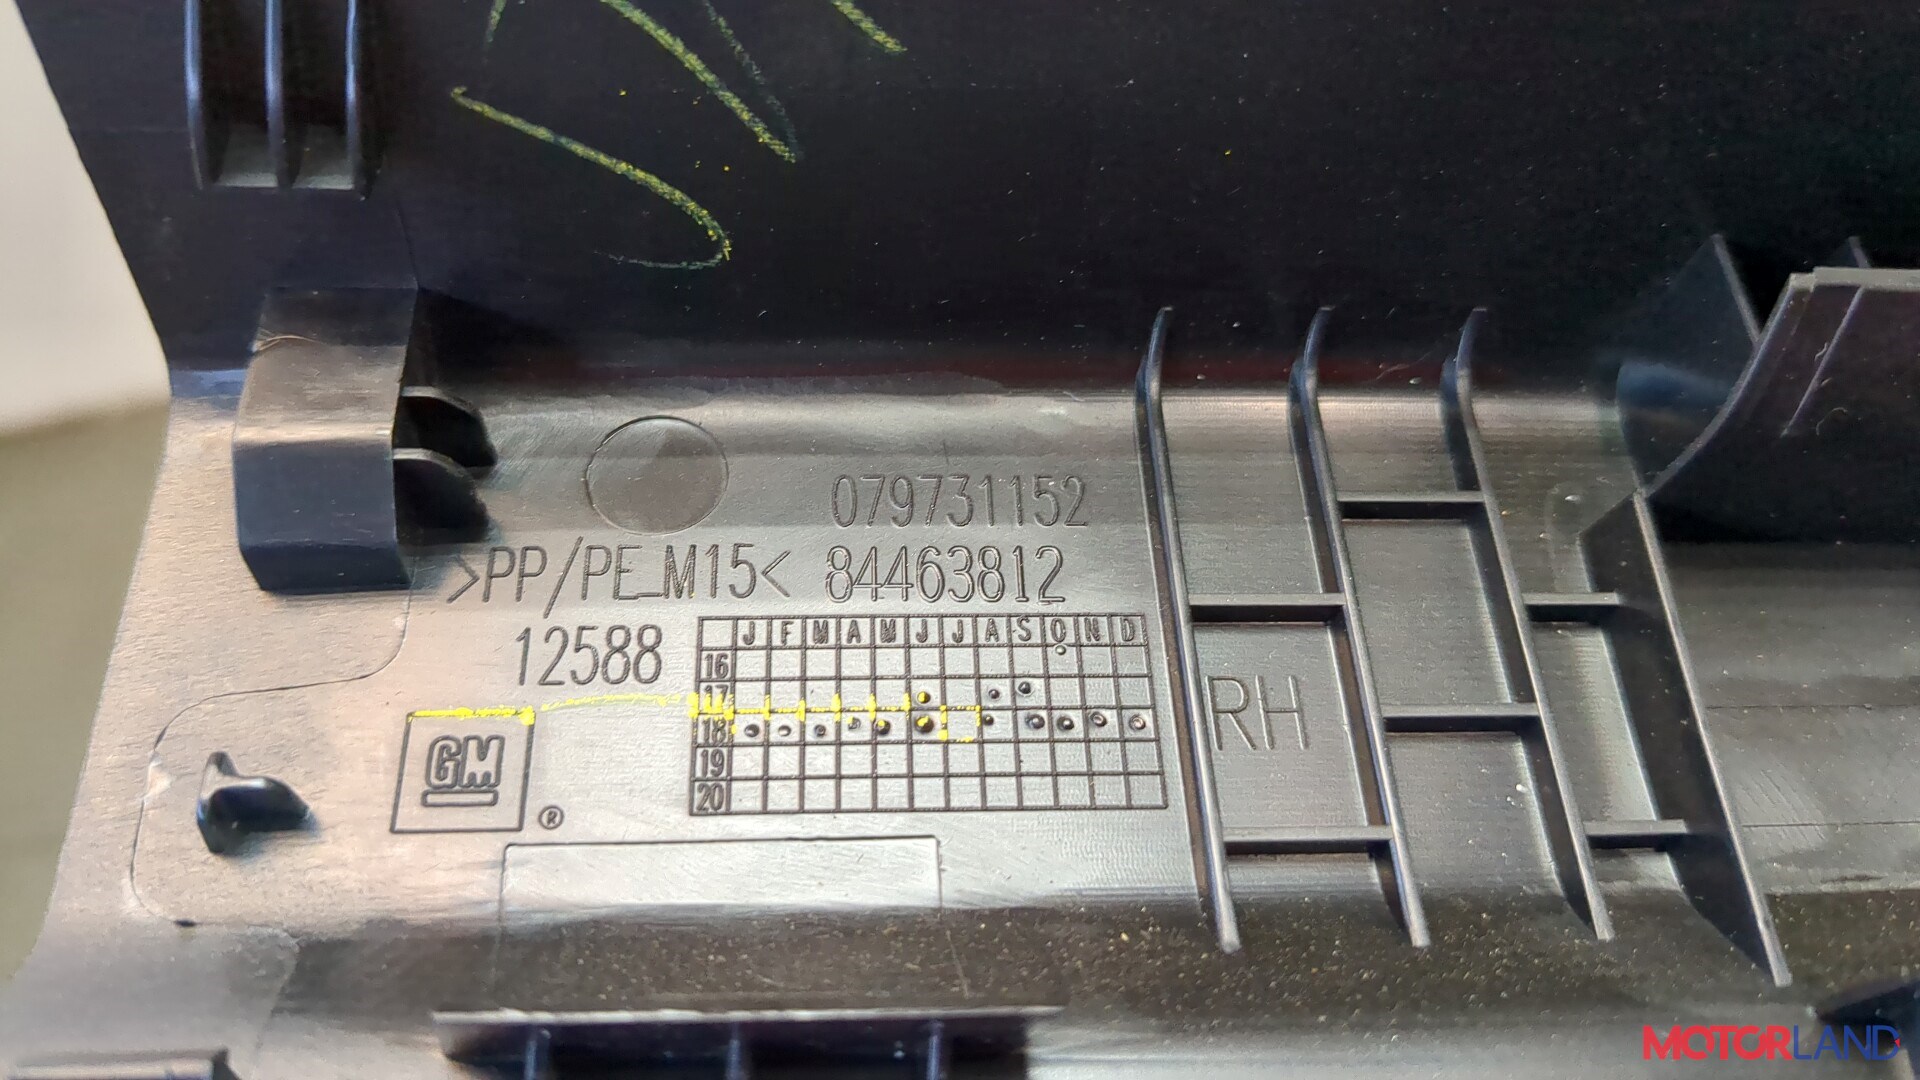 079731152
>PP/PE_M15< 84463812
12588
J F M A M J J A S O N D
16
17
18
19
20
RH
GM
®
MOTORLAND